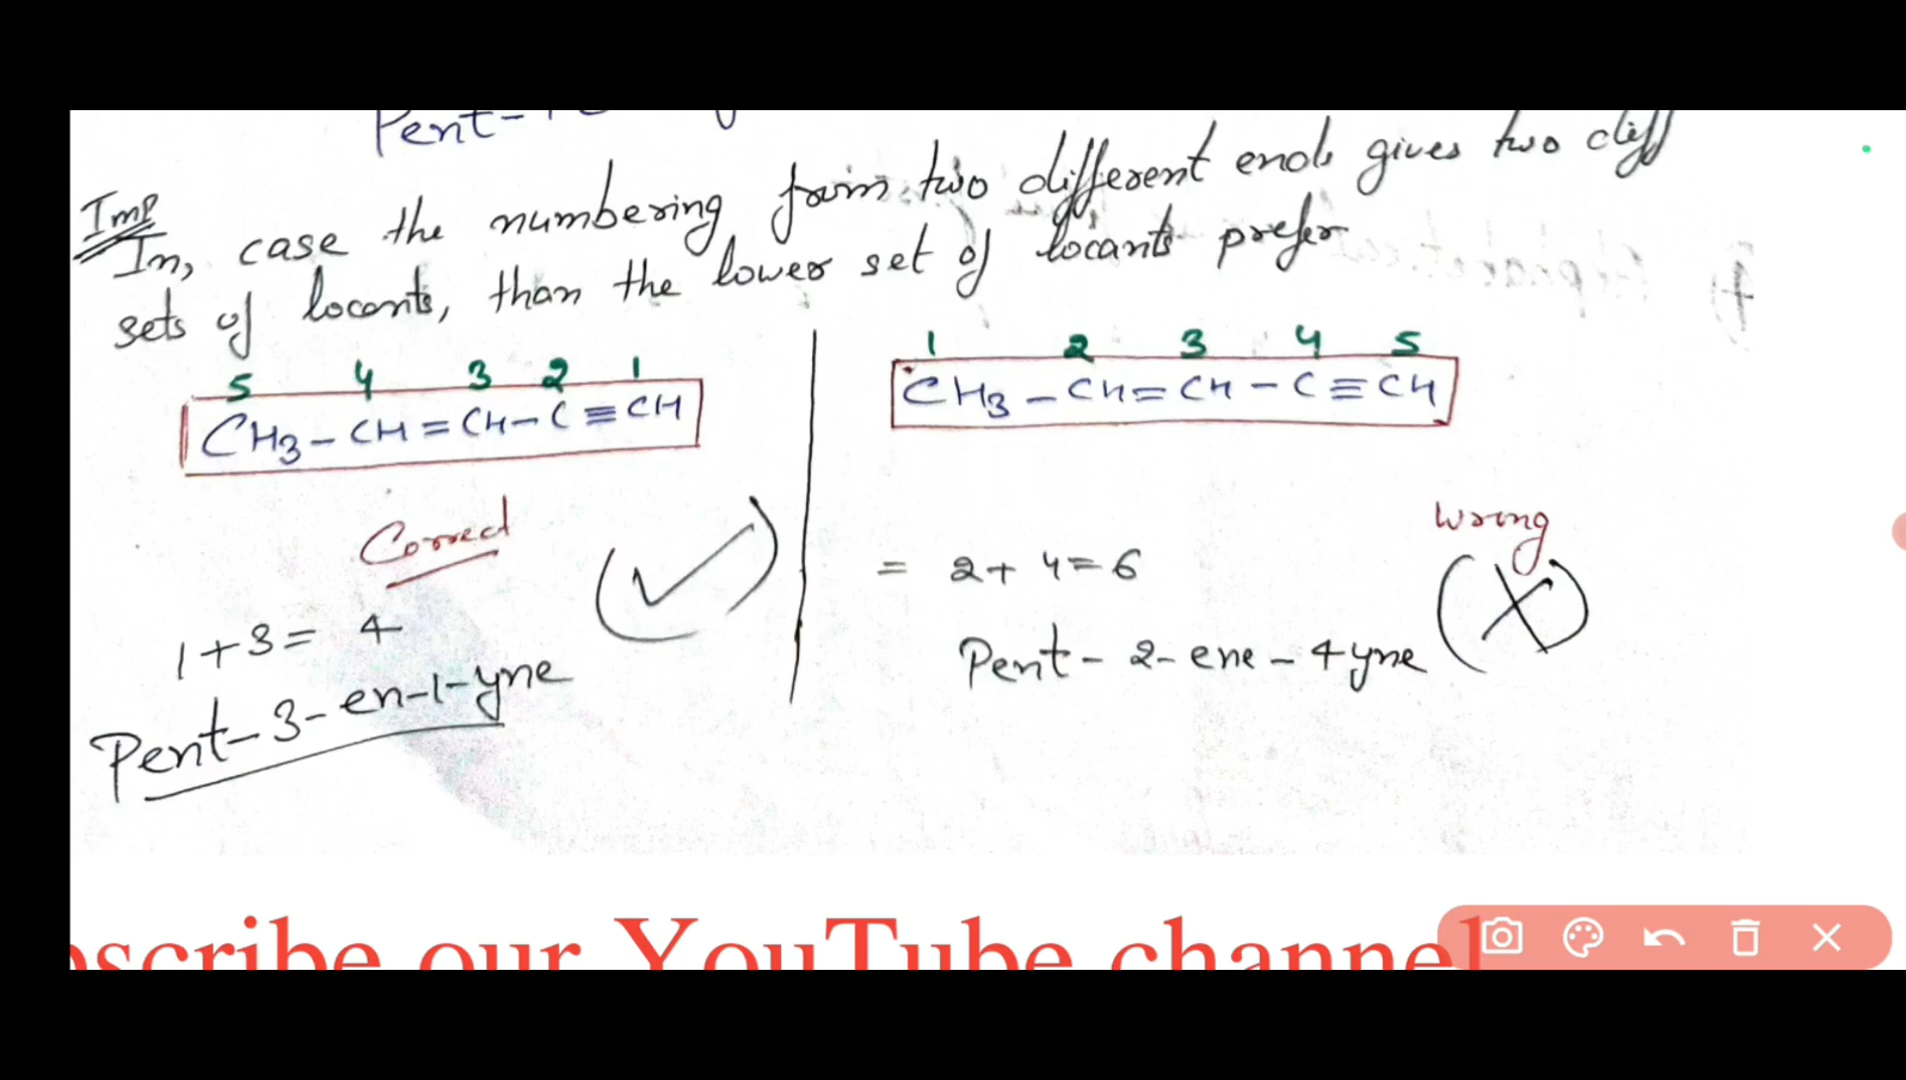 Pent-
Imp
In, case the numbering from two different ends gives two diff
sets of locants, than the lower set of locants prefer
5 4 3 2 1
CH3-CH=CH-C≡CH
Correct
1+3= 4
Pent-3-en-1-yne
1 2 3 4 5
CH3-CH=CH-C≡CH
Wrong
= 2+4=6
Pent-2-ene-4yne
bscribe our YouTube channel